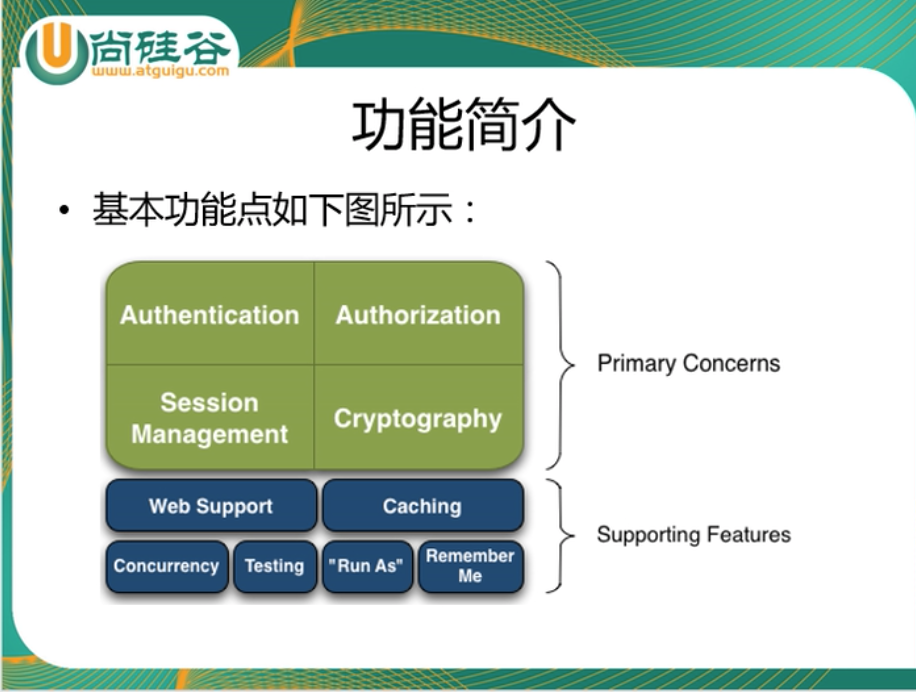 尚硅谷
www.atguigu.com
功能简介
• 基本功能点如下图所示：
Authentication
Authorization
Session
Management
Cryptography
Primary Concerns
Web Support
Caching
Concurrency
Testing
"Run As"
Remember
Me
Supporting Features